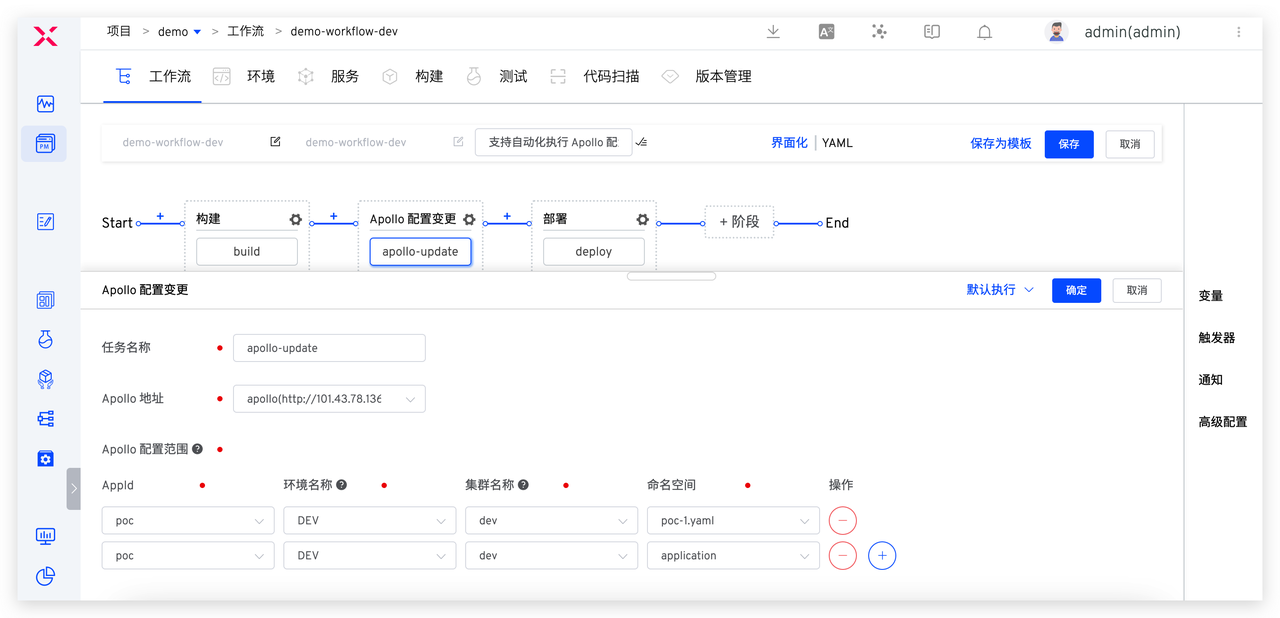 项目 > demo > 工作流 > demo-workflow-dev
admin(admin)
工作流 环境 服务 构建 测试 代码扫描 版本管理
demo-workflow-dev demo-workflow-dev 支持自动化执行 Apollo 配 界面化 | YAML 保存为模板 保存 取消
Start + 构建 + Apollo 配置变更 + 部署 + 阶段 End
build apollo-update deploy
Apollo 配置变更 默认执行 确定 取消
任务名称 apollo-update
Apollo 地址 apollo(http://101.43.78.136
Apollo 配置范围 ?
AppId 环境名称 ? 集群名称 ? 命名空间 操作
poc DEV dev poc-1.yaml
poc DEV dev application
变量
触发器
通知
高级配置
PM
A文